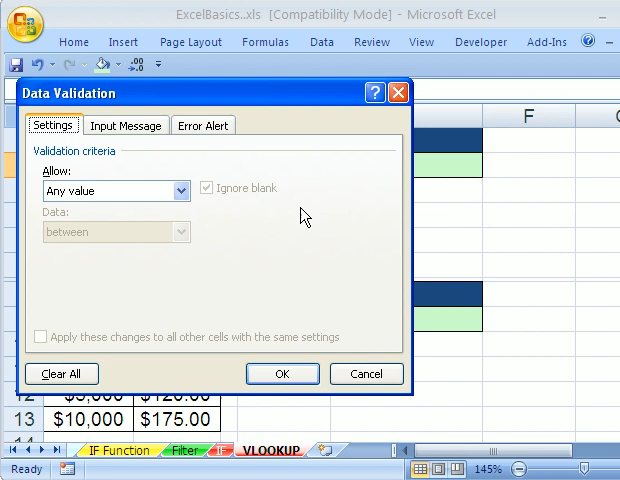 ExcelBasics..xls [Compatibility Mode] - Microsoft Excel
Home Insert Page Layout Formulas Data Review View Developer Add-Ins
Data Validation
F
Settings Input Message Error Alert
Validation criteria
Allow:
Any value Ignore blank
Data:
between
Apply these changes to all other cells with the same settings
Clear All OK Cancel
13 $10,000 $175.00
IF Function Filter IF VLOOKUP
Ready 145%